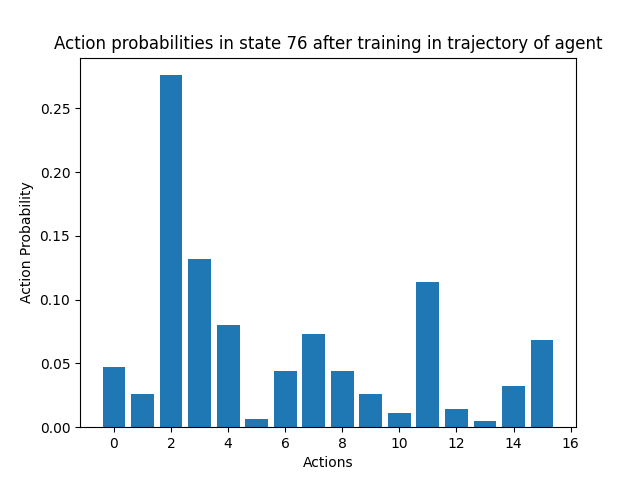 Action probabilities in state 76 after training in trajectory of agent
0.25
0.20
0.15
0.10
0.05
0.00
Action Probability
0 2 4 6 8 10 12 14 16
Actions